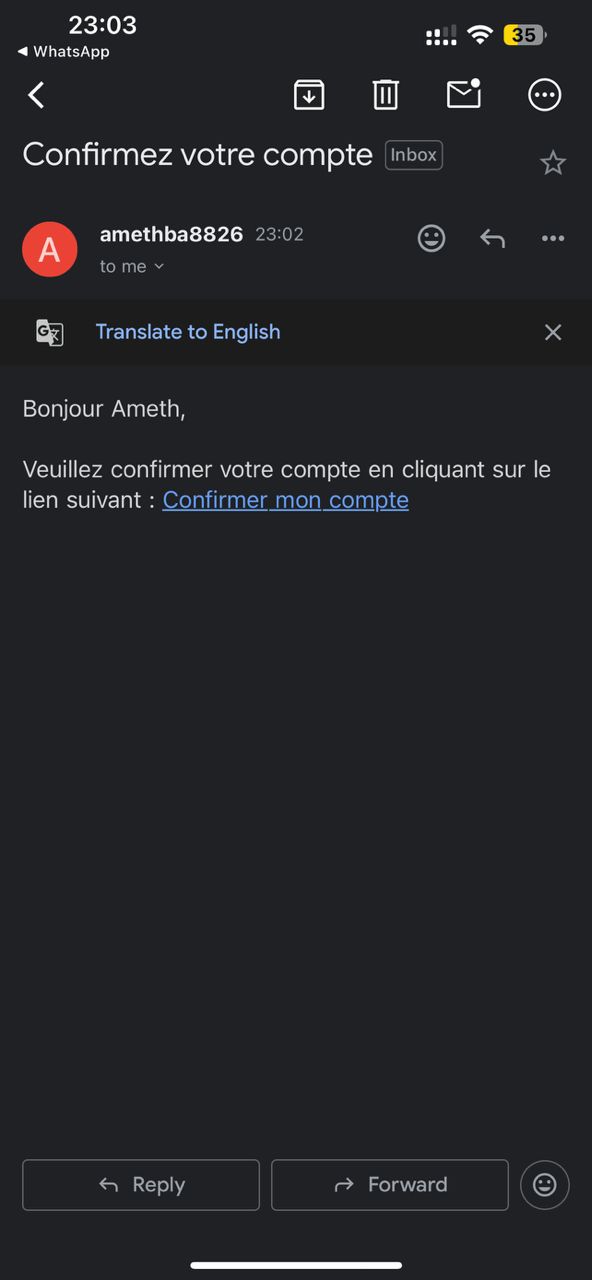 23:03
35
◀ WhatsApp
Confirmez votre compte Inbox
A
amethba8826 23:02
to me
Translate to English
Bonjour Ameth,
Veuillez confirmer votre compte en cliquant sur le
lien suivant : Confirmer mon compte
Reply
Forward